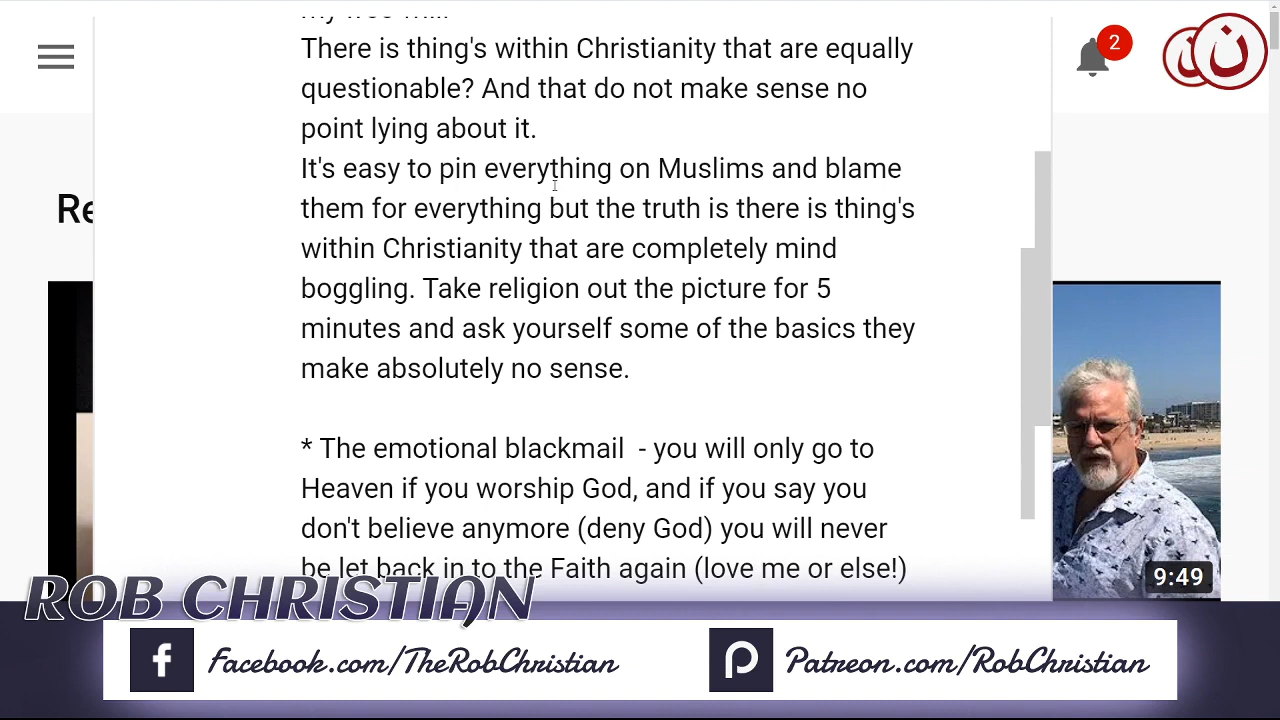 2
ن
ن
There is thing's within Christianity that are equally
questionable? And that do not make sense no
point lying about it.
It's easy to pin everything on Muslims and blame
them for everything but the truth is there is thing's
within Christianity that are completely mind
boggling. Take religion out the picture for 5
minutes and ask yourself some of the basics they
make absolutely no sense.
Re
* The emotional blackmail  - you will only go to
Heaven if you worship God, and if you say you
don't believe anymore (deny God) you will never
be let back in to the Faith again (love me or else!)
9:49
ROB CHRISTIAN
Facebook.com/TheRobChristian
Patreon.com/RobChristian